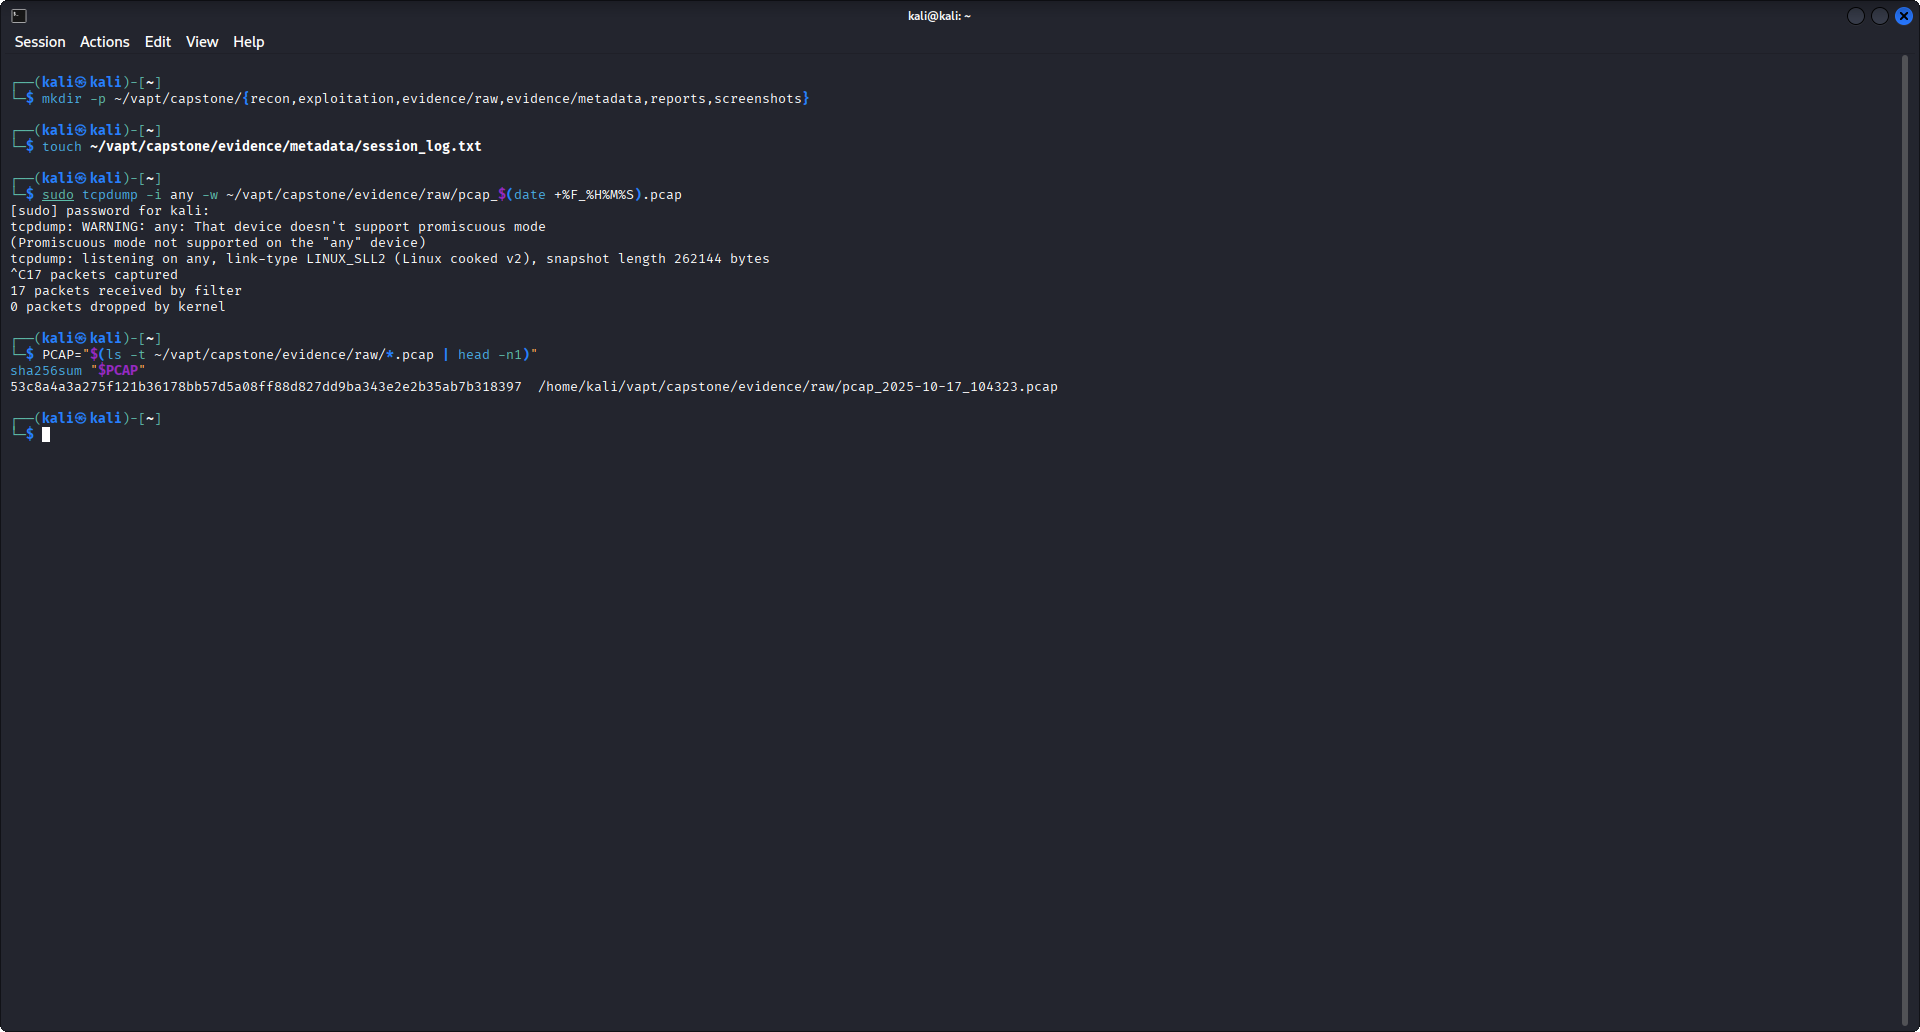 kali@kali: ~
Session Actions Edit View Help
┌──(kali㉿kali)-[~]
└─$ mkdir -p ~/vapt/capstone/{recon,exploitation,evidence/raw,evidence/metadata,reports,screenshots}
┌──(kali㉿kali)-[~]
└─$ touch ~/vapt/capstone/evidence/metadata/session_log.txt
┌──(kali㉿kali)-[~]
└─$ sudo tcpdump -i any -w ~/vapt/capstone/evidence/raw/pcap_$(date +%F_%H%M%S).pcap
[sudo] password for kali:
tcpdump: WARNING: any: That device doesn't support promiscuous mode
(Promiscuous mode not supported on the "any" device)
tcpdump: listening on any, link-type LINUX_SLL2 (Linux cooked v2), snapshot length 262144 bytes
^C17 packets captured
17 packets received by filter
0 packets dropped by kernel
┌──(kali㉿kali)-[~]
└─$ PCAP="$(ls -t ~/vapt/capstone/evidence/raw/*.pcap | head -n1)"
sha256sum "$PCAP"
53c8a4a3a275f121b36178bb57d5a08ff88d827dd9ba343e2e2b35ab7b318397  /home/kali/vapt/capstone/evidence/raw/pcap_2025-10-17_104323.pcap
┌──(kali㉿kali)-[~]
└─$